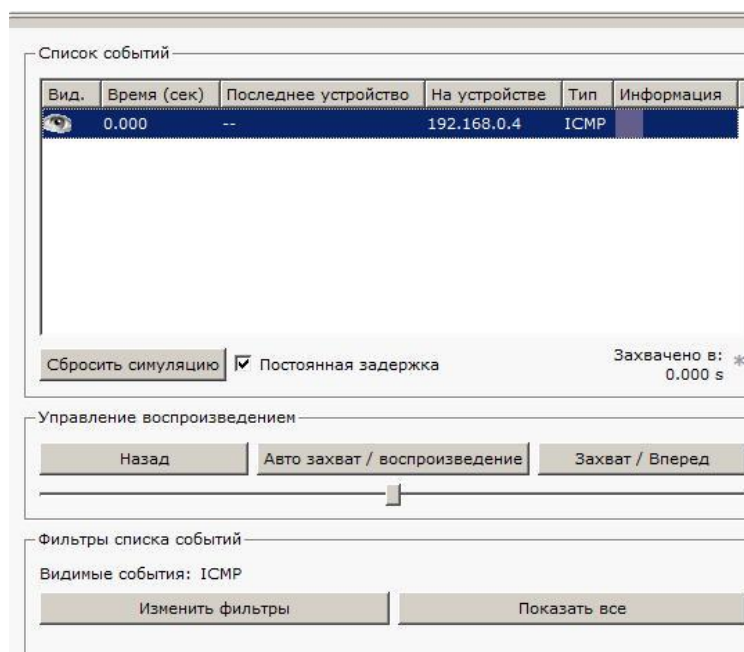 Список событий
Вид. Время (сек) Последнее устройство На устройстве Тип Информация
0.000 -- 192.168.0.4 ICMP
Сбросить симуляцию Постоянная задержка Захвачено в:
0.000 s
Управление воспроизведением
Назад Авто захват / воспроизведение Захват / Вперед
Фильтры списка событий
Видимые события: ICMP
Изменить фильтры Показать все